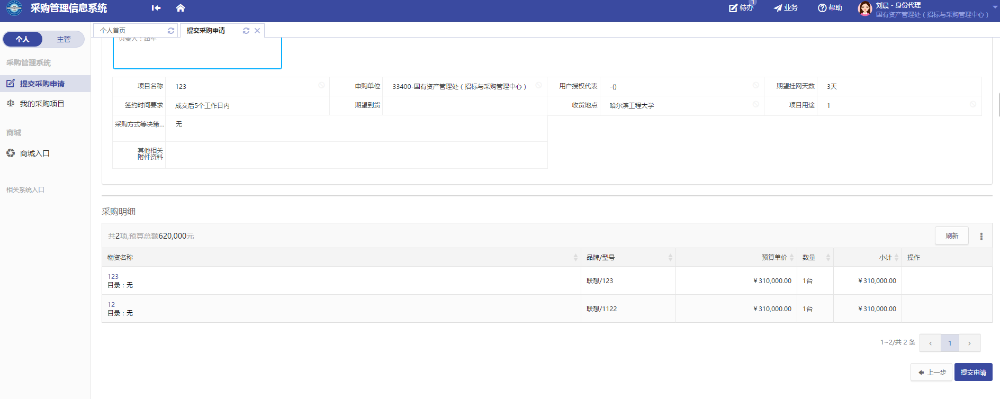 采购管理信息系统
待办 1 业务 帮助 刘晨 - 身份代理
国有资产管理处（招标与采购管理中心）
个人 主管
个人首页 提交采购申请
负责人：路军
采购管理系统
提交采购申请
我的采购项目
商城
商城入口
相关系统入口
项目名称 123 申购单位 33400-国有资产管理处（招标与采购管理中心） 用户授权代表 -() 期望挂网天数 3天
签约时间要求 成交后5个工作日内 期望到货 收货地点 哈尔滨工程大学 项目用途 1
采购方式等决策... 无
其他相关
附件资料
采购明细
共2项,预算总额620,000元 刷新
物资名称 品牌/型号 预算单价 数量 小计 操作
123
目录：无 联想/123 ¥ 310,000.00 1台 ¥ 310,000.00
12
目录：无 联想/1122 ¥ 310,000.00 1台 ¥ 310,000.00
1~2/共 2 条 ‹ 1 ›
上一步 提交申请